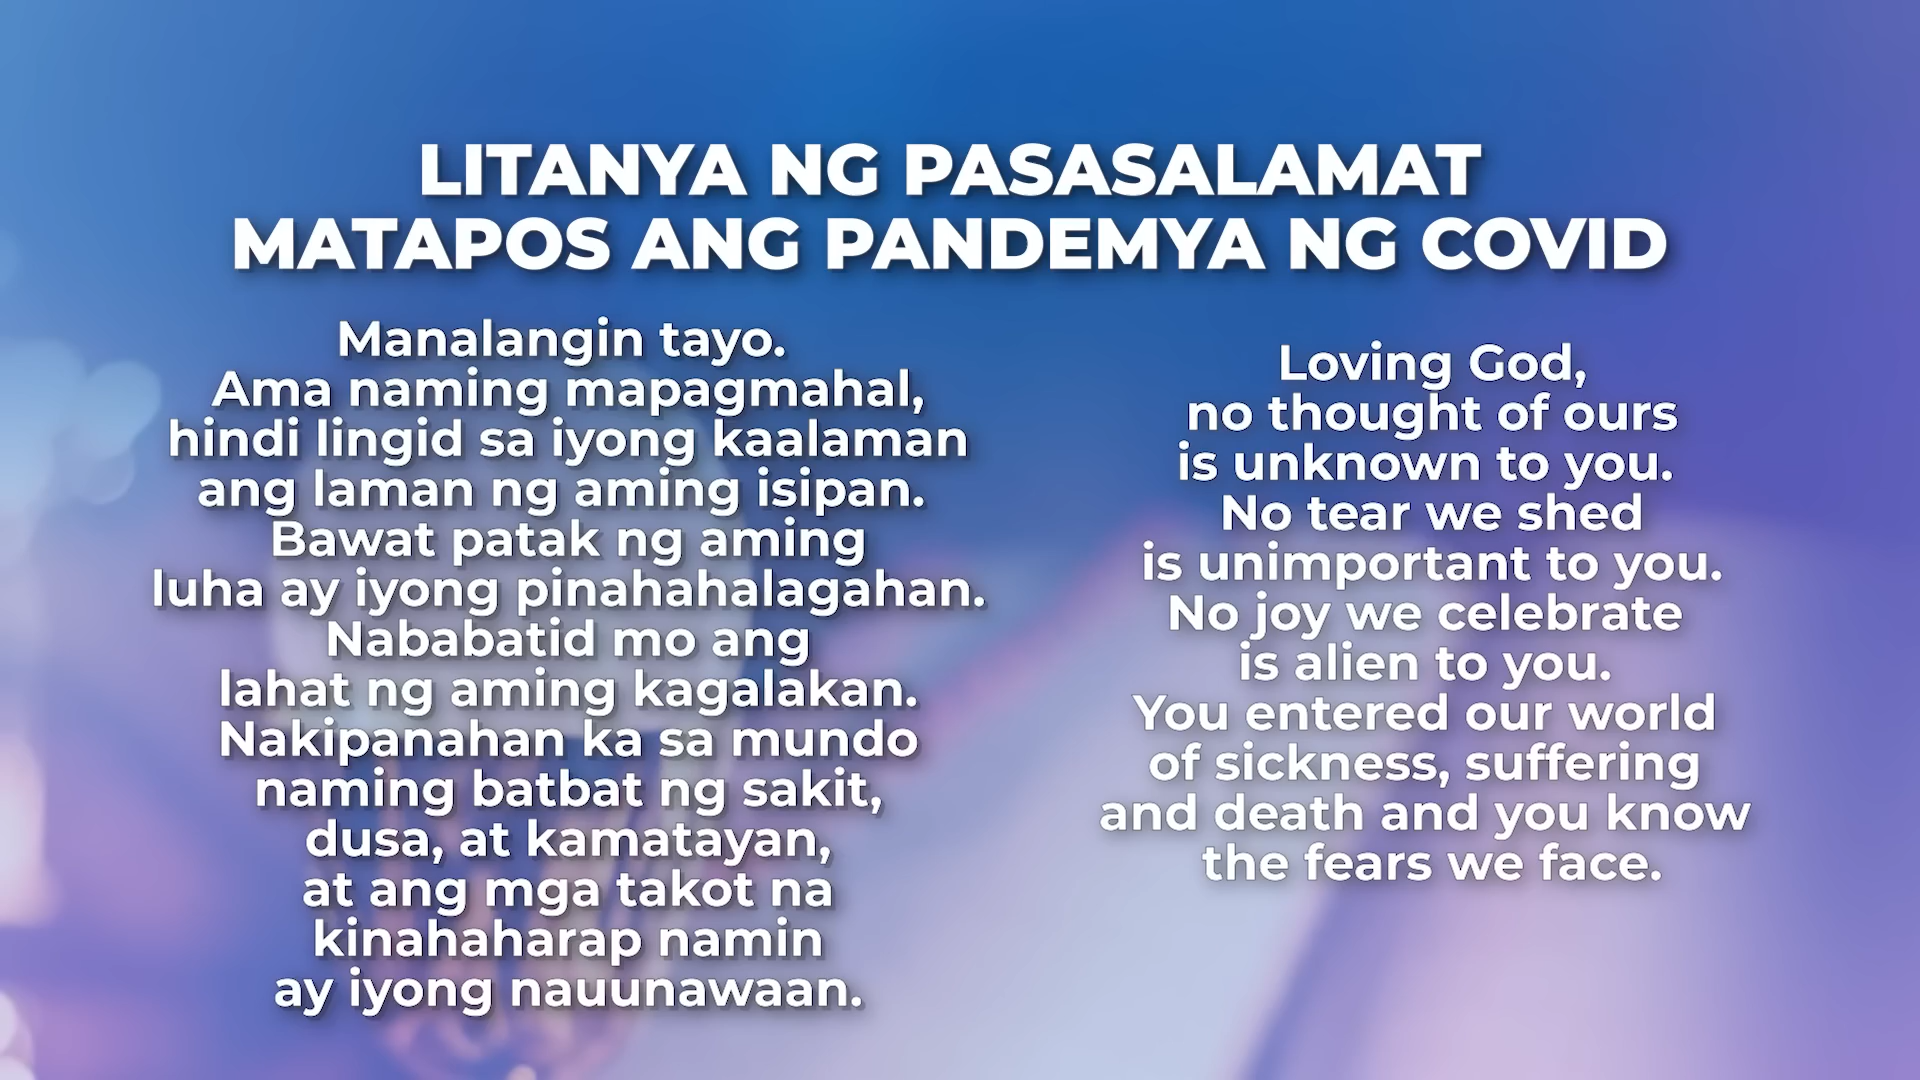 LITANYA NG PASASALAMAT
MATAPOS ANG PANDEMYA NG COVID
Manalangin tayo.
Ama naming mapagmahal,
hindi lingid sa iyong kaalaman
ang laman ng aming isipan.
Bawat patak ng aming
luha ay iyong pinahahalagahan.
Nababatid mo ang
lahat ng aming kagalakan.
Nakipanahan ka sa mundo
naming batbat ng sakit,
dusa, at kamatayan,
at ang mga takot na
kinahaharap namin
ay iyong nauunawaan.
Loving God,
no thought of ours
is unknown to you.
No tear we shed
is unimportant to you.
No joy we celebrate
is alien to you.
You entered our world
of sickness, suffering
and death and you know
the fears we face.